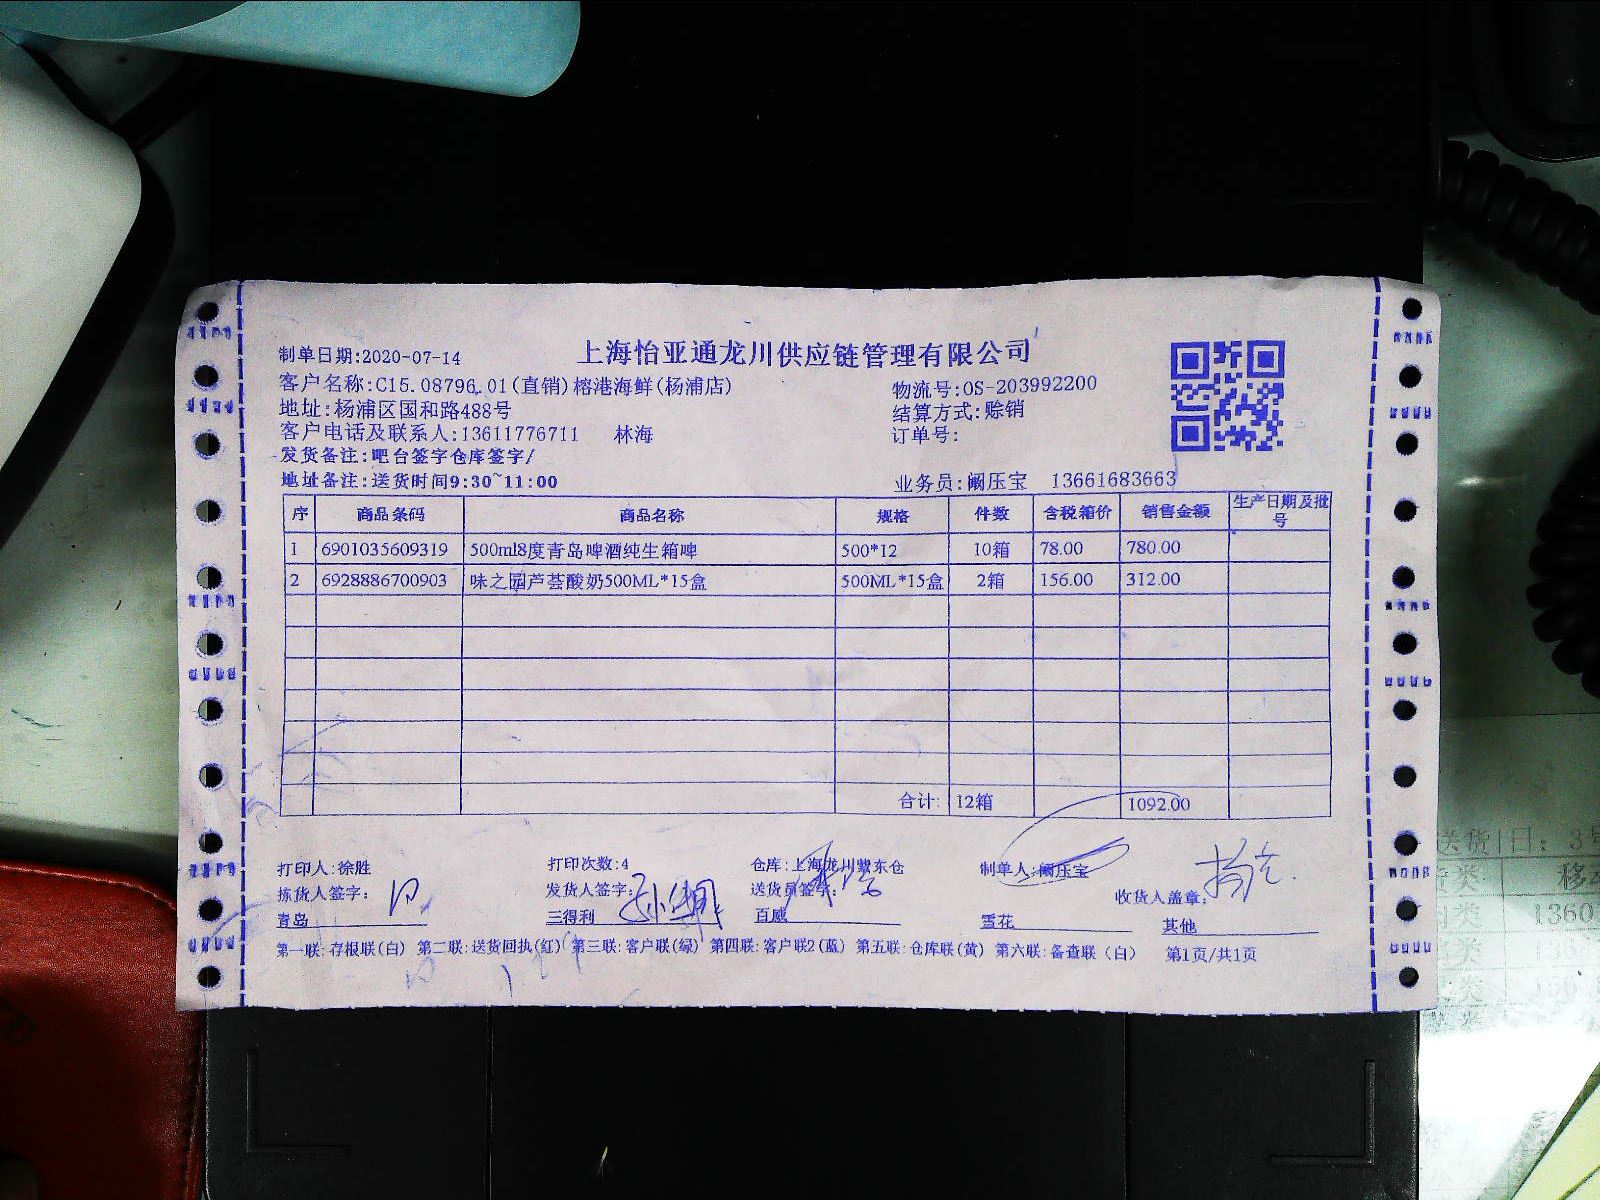 上海怡亚通龙川供应链管理有限公司
制单日期:2020-07-14
客户名称:C15.08796.01(直销)榕港海鲜(杨浦店) 物流号:OS-203992200
地址:杨浦区国和路488号 结算方式:赊销
客户电话及联系人:13611776711 林海 订单号:
发货备注:吧台签字仓库签字/
地址备注:送货时间9:30~11:00 业务员:阚压宝 13661683663
序 商品条码 商品名称 规格 件数 含税箱价 销售金额 生产日期及批号
1 6901035609319 500ml8度青岛啤酒纯生箱啤 500*12 10箱 78.00 780.00
2 6928886700903 味之园芦荟酸奶500ML*15盒 500ML*15盒 2箱 156.00 312.00
合计: 12箱 1092.00
打印人:徐胜 打印次数:4 仓库:上海龙川冀东仓 制单人:阚压宝
拣货人签字: 发货人签字: 送货员签字: 收货人盖章:
青岛 三得利 百威 雪花 其他
第一联:存根联(白) 第二联:送货回执(红) 第三联:客户联(绿) 第四联:客户联2(蓝) 第五联:仓库联(黄) 第六联:备查联(白) 第1页/共1页
送货日: 3号